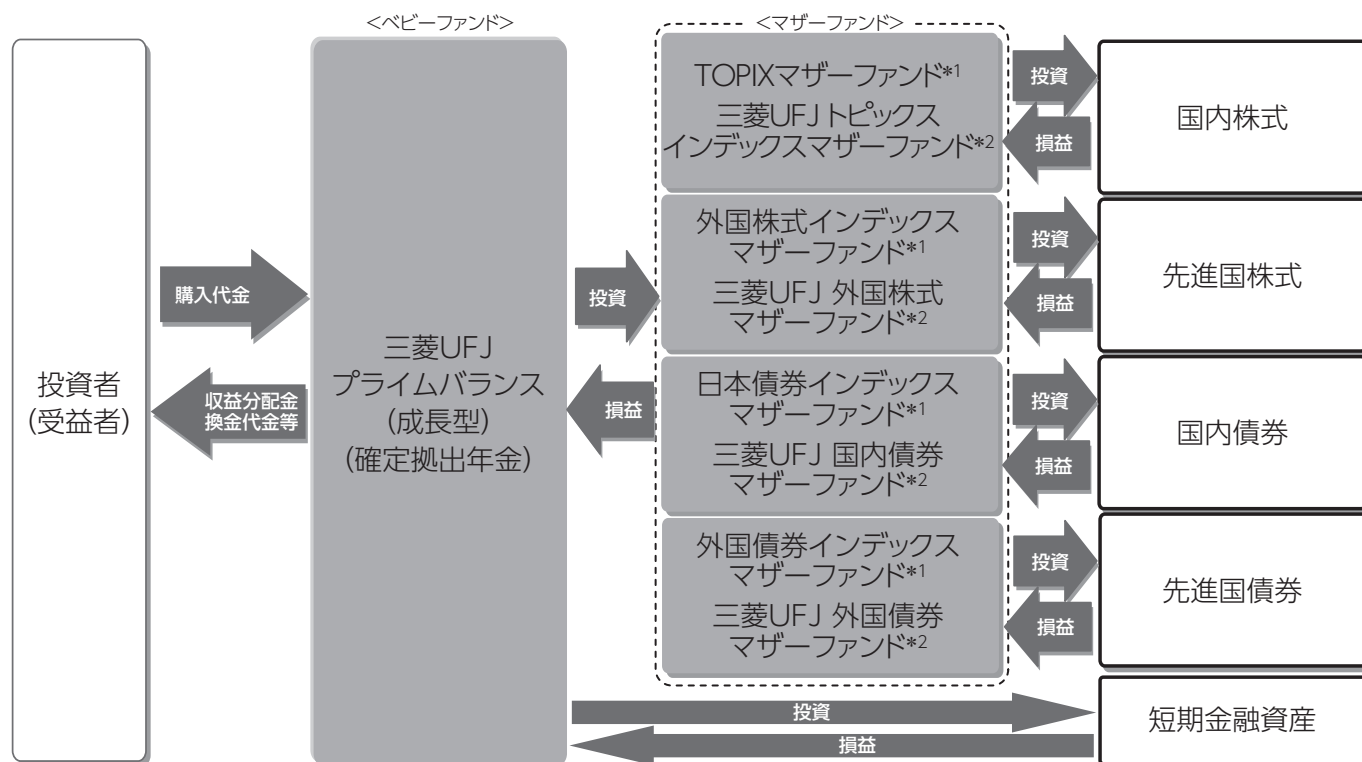 <ベビーファンド>
<マザーファンド>
投資者
(受益者)
購入代金
収益分配金
換金代金等
三菱UFJ
プライムバランス
(成長型)
(確定拠出年金)
投資
損益
TOPIXマザーファンド*1
三菱UFJ トピックス
インデックスマザーファンド*2
投資
損益
国内株式
外国株式インデックス
マザーファンド*1
三菱UFJ 外国株式
マザーファンド*2
投資
損益
先進国株式
日本債券インデックス
マザーファンド*1
三菱UFJ 国内債券
マザーファンド*2
投資
損益
国内債券
外国債券インデックス
マザーファンド*1
三菱UFJ 外国債券
マザーファンド*2
投資
損益
先進国債券
投資
損益
短期金融資産